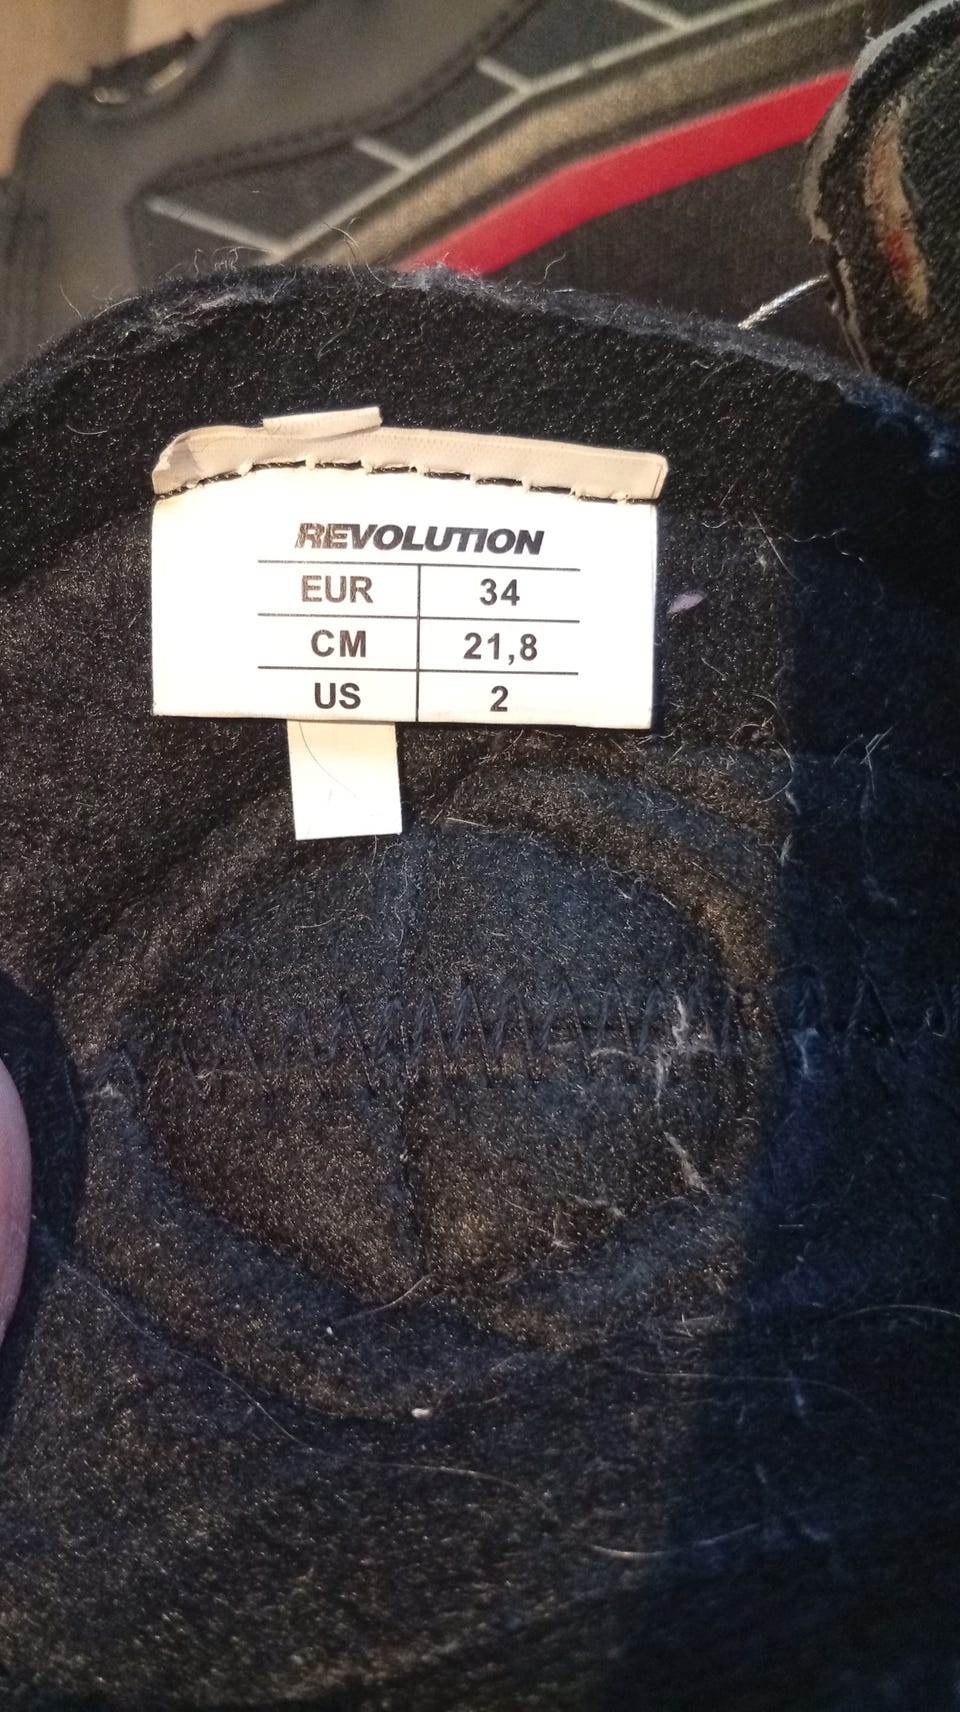 REVOLUTION
EUR 34
CM 21,8
US 2